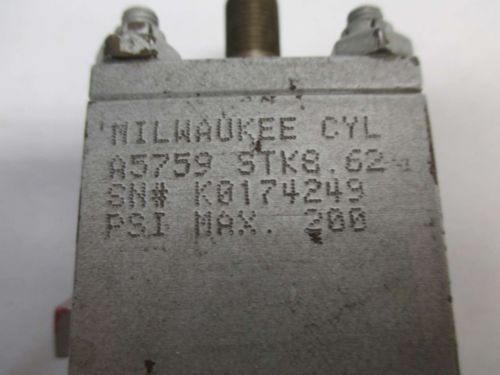 MILWAUKEE CYL
A5759 STK8.62
SN# K0174249
PSI MAX. 200